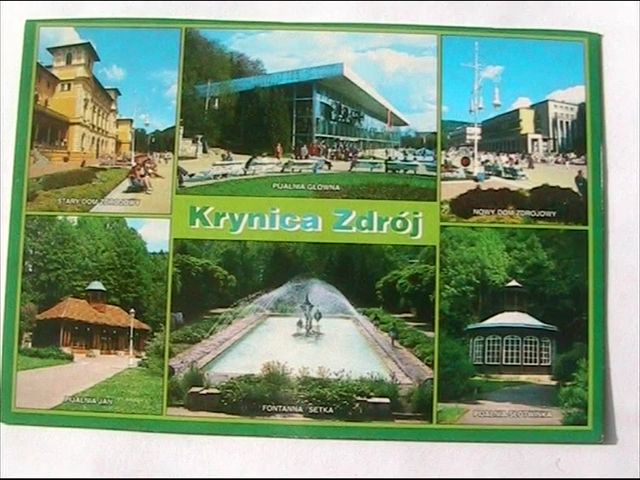 STARY DOM ZDROJOWY
PIJALNIA GŁÓWNA
NOWY DOM ZDROJOWY
Krynica Zdrój
PIJALNIA JAN
FONTANNA "SETKA"
PIJALNIA SŁOTWINKA